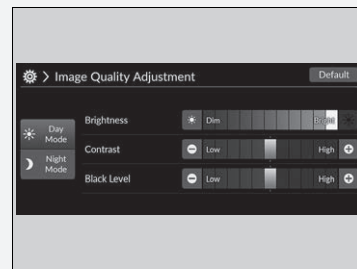 > Image Quality Adjustment Default
Day Mode
Night Mode
Brightness Dim Bright
Contrast Low High
Black Level Low High